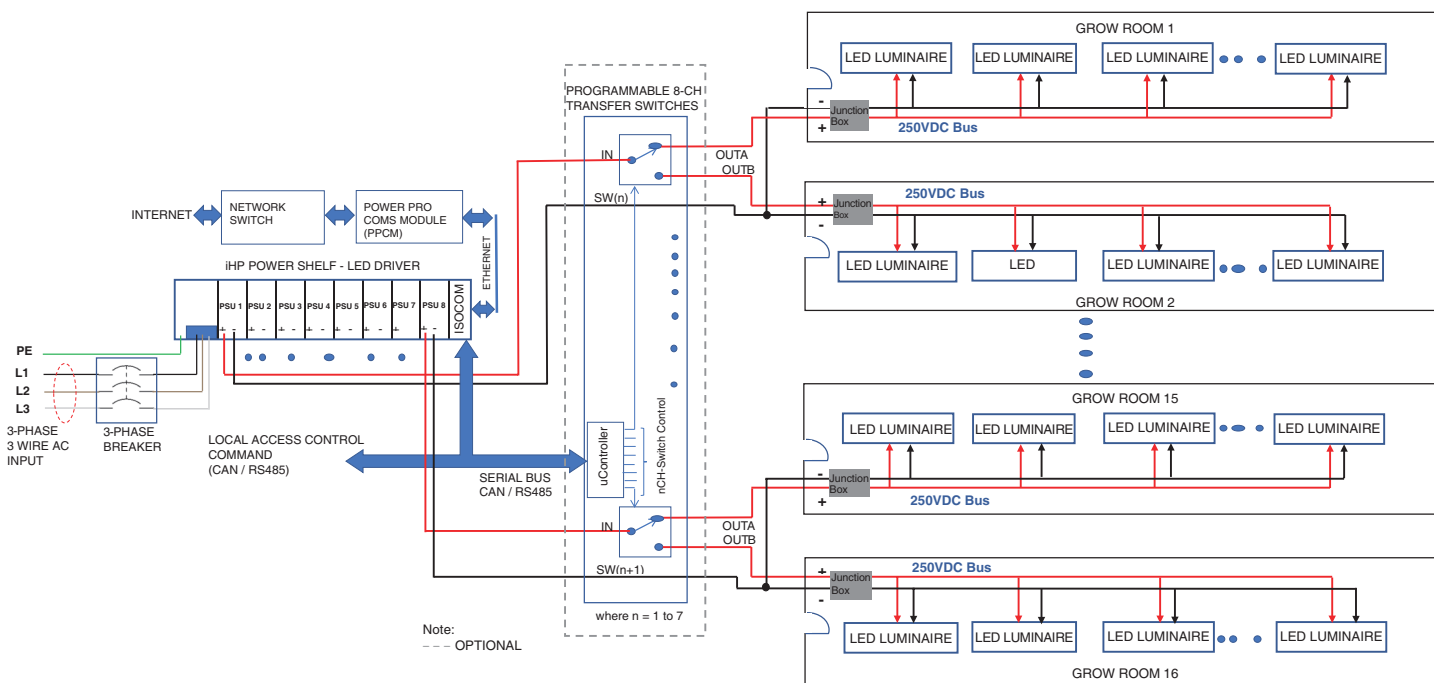 GROW ROOM 1
LED LUMINAIRE
LED LUMINAIRE
LED LUMINAIRE
LED LUMINAIRE
-
Junction
Box
+
250VDC Bus
PROGRAMMABLE 8-CH
TRANSFER SWITCHES
IN
OUTA
OUTB
SW(n)
250VDC Bus
+
Junction
Box
-
LED LUMINAIRE
LED
LED LUMINAIRE
LED LUMINAIRE
GROW ROOM 2
INTERNET
NETWORK
SWITCH
POWER PRO
COMS MODULE
(PPCM)
ETHERNET
iHP POWER SHELF - LED DRIVER
PSU 1
PSU 2
PSU 3
PSU 4
PSU 5
PSU 6
PSU 7
PSU 8
ISOCOM
+ -
+ -
+ -
+ -
+ -
+ -
+ -
+ -
PE
L1
L2
L3
3-PHASE
3 WIRE AC
INPUT
3-PHASE
BREAKER
LOCAL ACCESS CONTROL
COMMAND
(CAN / RS485)
SERIAL BUS
CAN / RS485
uController
nCH-Switch Control
IN
OUTA
OUTB
SW(n+1)
where n = 1 to 7
Note:
---- OPTIONAL
GROW ROOM 15
LED LUMINAIRE
LED LUMINAIRE
LED LUMINAIRE
LED LUMINAIRE
-
Junction
Box
+
250VDC Bus
250VDC Bus
+
Junction
Box
-
LED LUMINAIRE
LED LUMINAIRE
LED LUMINAIRE
LED LUMINAIRE
GROW ROOM 16